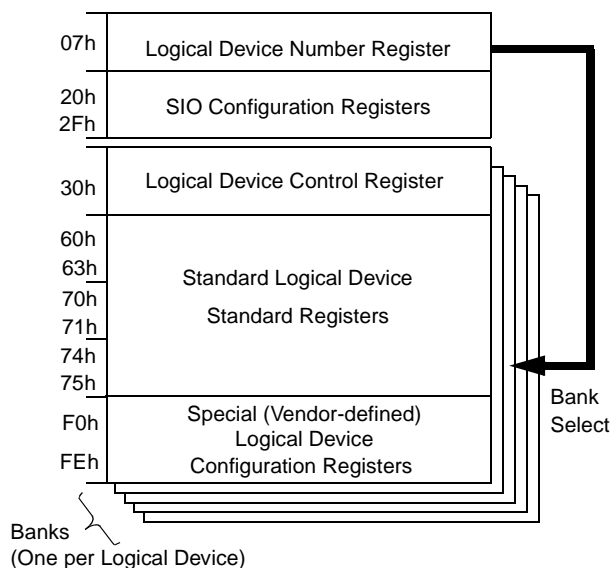 07h
Logical Device Number Register
20h
2Fh
SIO Configuration Registers
30h
Logical Device Control Register
60h
63h
70h
71h
74h
75h
Standard Logical Device
Standard Registers
F0h
FEh
Special (Vendor-defined)
Logical Device
Configuration Registers
Bank
Select
Banks
(One per Logical Device)